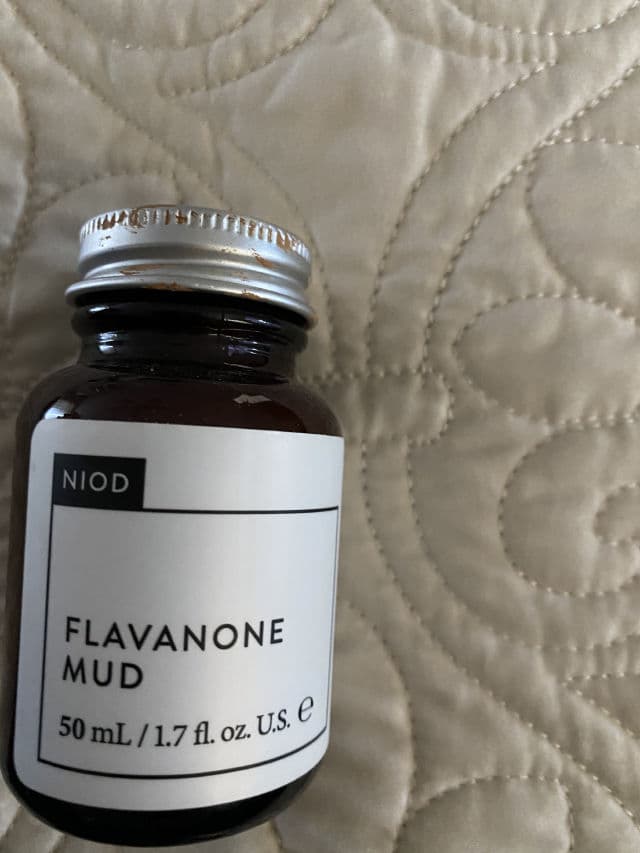 NIOD
FLAVANONE
MUD
50 mL / 1.7 fl. oz. U.S. ℮